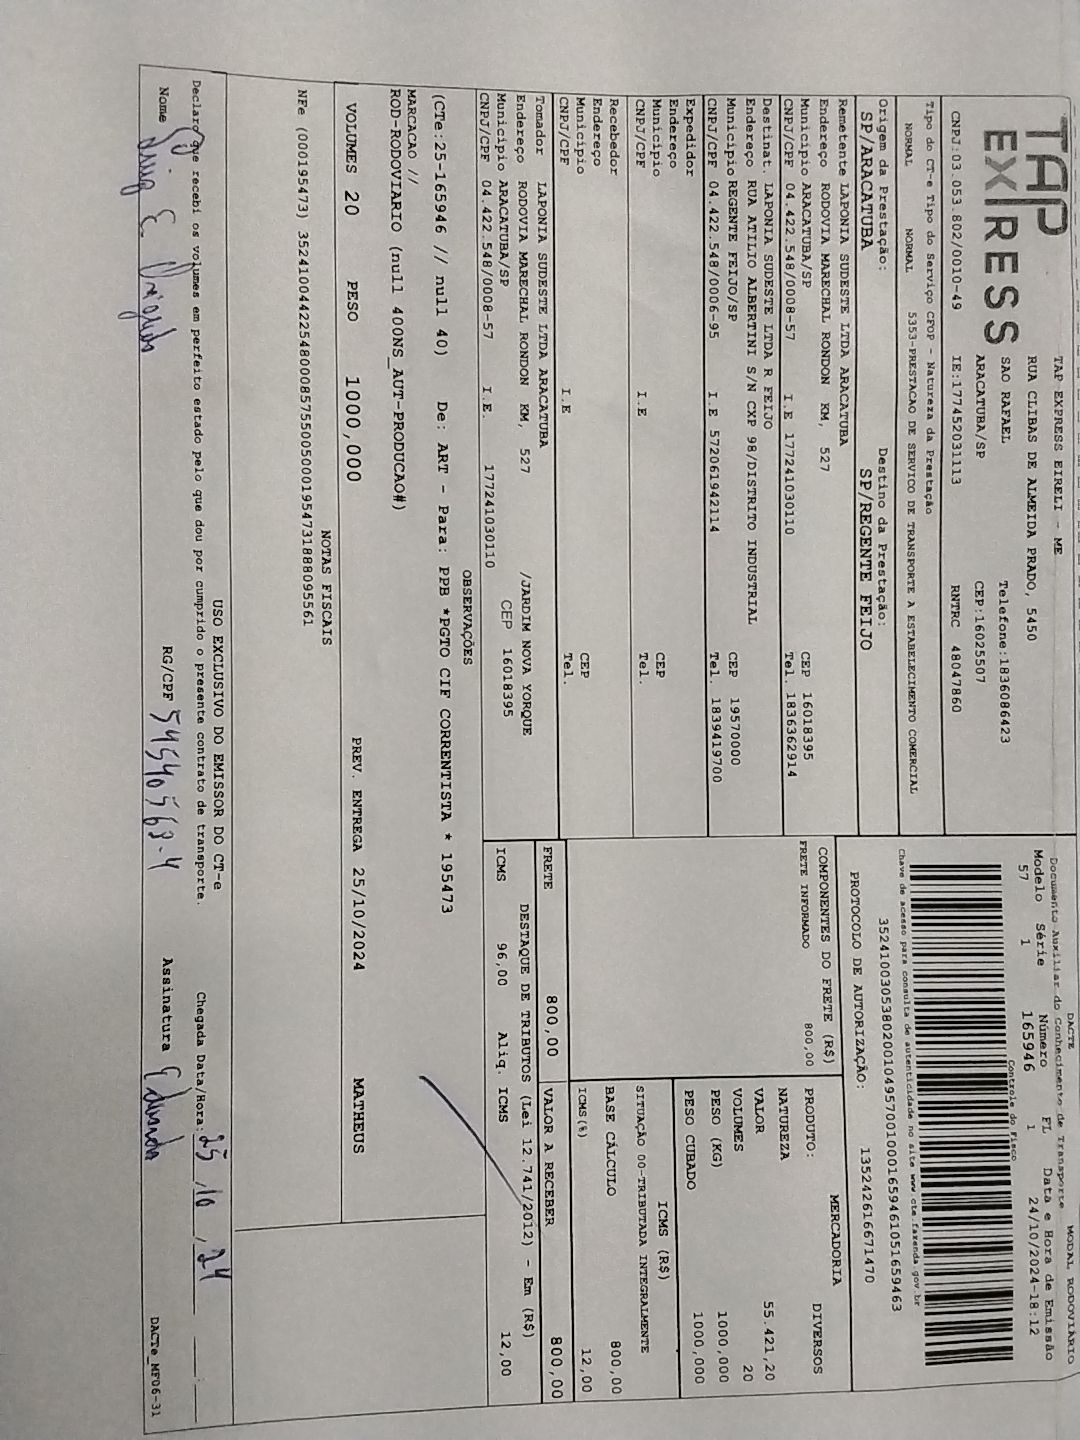 TAP
EXPRESS
TAP EXPRESS EIRELI - ME
RUA CLIBAS DE ALMEIDA PRADO, 5450
SAO RAFAEL Telefone:1836086423
ARACATUBA/SP CEP:16025507
CNPJ:03.053.802/0010-49 IE:177452031113 RNTRC 48047860
DACTE MODAL RODOVIÁRIO
Documento Auxiliar do Conhecimento de Transporte
Modelo Série Número FL Data e Hora de Emissão
57 1 165946 1 24/10/2024-18:12
Controle do Fisco
Chave de acesso para consulta de autenticidade no site www.cte.fazenda.gov.br
35241003053802001049570010001659461051659463
PROTOCOLO DE AUTORIZAÇÃO: 135242616671470
Tipo do CT-e Tipo do Serviço CFOP - Natureza da Prestação
NORMAL NORMAL 5353-PRESTACAO DE SERVICO DE TRANSPORTE A ESTABELECIMENTO COMERCIAL
Origem da Prestação: Destino da Prestação:
SP/ARACATUBA SP/REGENTE FEIJO
Remetente LAPONIA SUDESTE LTDA ARACATUBA
Endereço RODOVIA MARECHAL RONDON KM, 527
Município ARACATUBA/SP CEP 16018395
CNPJ/CPF 04.422.548/0008-57 I.E 177241030110 Tel. 1836362914
Destinat. LAPONIA SUDESTE LTDA R FEIJO
Endereço RUA ATILIO ALBERTINI S/N CXP 98/DISTRITO INDUSTRIAL
Município REGENTE FEIJO/SP CEP 19570000
CNPJ/CPF 04.422.548/0006-95 I.E 572061942114 Tel. 1839419700
Expedidor
Endereço
Município CEP
CNPJ/CPF I.E Tel.
Recebedor
Endereço
Município CEP
CNPJ/CPF I.E Tel.
Tomador LAPONIA SUDESTE LTDA ARACATUBA
Endereço RODOVIA MARECHAL RONDON KM, 527 /JARDIM NOVA YORQUE
Município ARACATUBA/SP CEP 16018395
CNPJ/CPF 04.422.548/0008-57 I.E. 177241030110
COMPONENTES DO FRETE (R$)
FRETE INFORMADO 800,00
MERCADORIA
PRODUTO: DIVERSOS
NATUREZA
VALOR 55.421,20
VOLUMES 20
PESO (KG) 1000,000
PESO CUBADO 1000,000
ICMS (R$)
SITUAÇÃO 00-TRIBUTADA INTEGRALMENTE
BASE CÁLCULO 800,00
ICMS(%) 12,00
FRETE 800,00 VALOR A RECEBER 800,00
DESTAQUE DE TRIBUTOS (Lei 12.741/2012) - Em (R$)
ICMS 96,00 Aliq. ICMS 12,00
OBSERVAÇÕES
(CTe:25-165946 // null 40) De: ART - Para: PPB *PGTO CIF CORRENTISTA * 195473
MARCACAO //
ROD-RODOVIARIO (null 400NS_AUT-PRODUCAO#)
VOLUMES 20 PESO 1000,000 PREV. ENTREGA 25/10/2024 MATHEUS
NOTAS FISCAIS
NFe (000195473) 35241004422548000857550050001954731888095561
USO EXCLUSIVO DO EMISSOR DO CT-e
Declaro que recebi os volumes em perfeito estado pelo que dou por cumprido o presente contrato de transporte. Chegada Data/Hora: 25/10/24
Nome RG/CPF 54540568-4 Assinatura Eduardo
DACTe_MF06-31